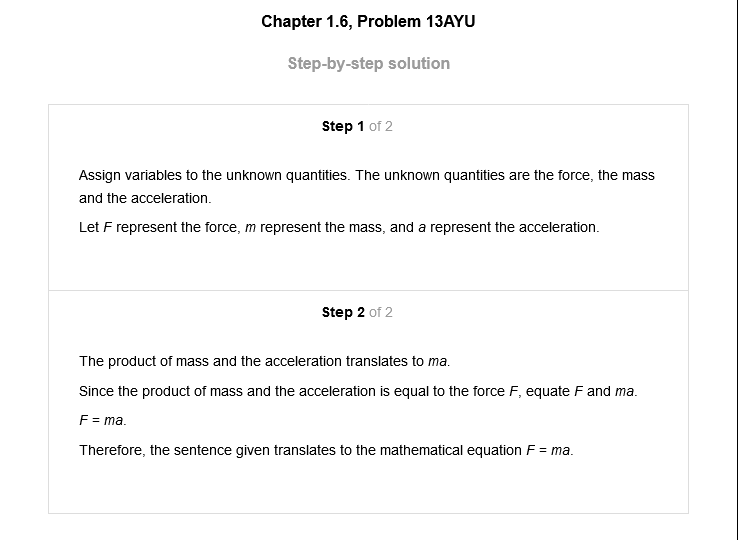 Chapter 1.6, Problem 13AYU
Step-by-step solution
Step 1 of 2
Assign variables to the unknown quantities. The unknown quantities are the force, the mass
and the acceleration.
Let F represent the force, m represent the mass, and a represent the acceleration.
Step 2 of 2
The product of mass and the acceleration translates to ma.
Since the product of mass and the acceleration is equal to the force F, equate F and ma.
F = ma.
Therefore, the sentence given translates to the mathematical equation F = ma.